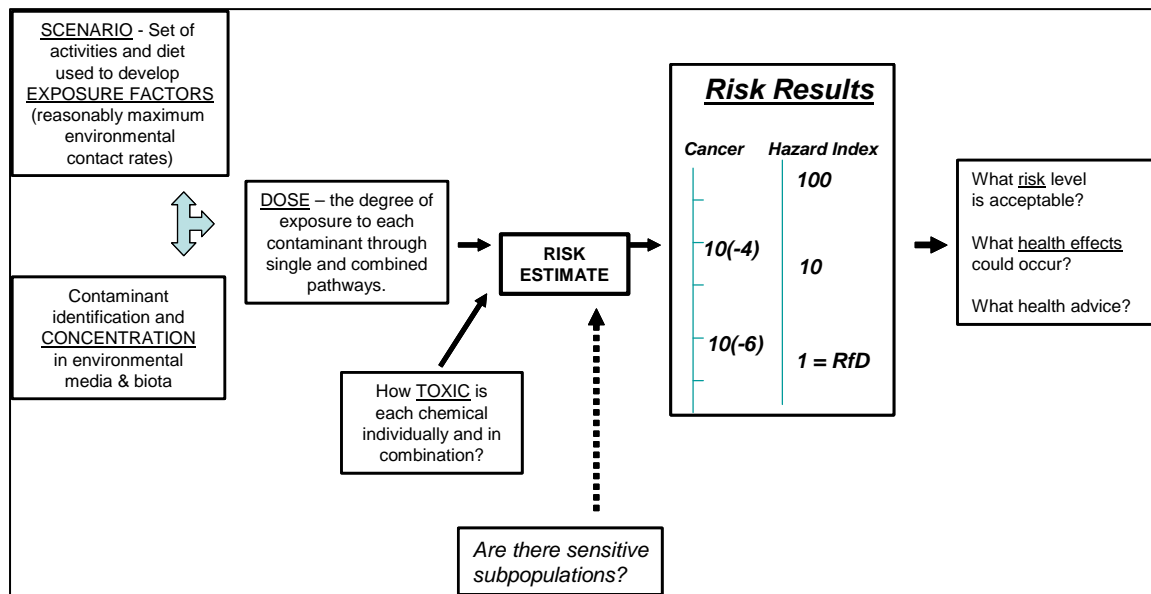 SCENARIO - Set of
activities and diet
used to develop
EXPOSURE FACTORS
(reasonably maximum
environmental
contact rates)
Contaminant
identification and
CONCENTRATION
in environmental
media & biota
DOSE – the degree of
exposure to each
contaminant through
single and combined
pathways.
How TOXIC is
each chemical
individually and in
combination?
RISK
ESTIMATE
Are there sensitive
subpopulations?
Risk Results
Cancer Hazard Index
100
10(-4)
10
10(-6)
1 = RfD
What risk level
is acceptable?
What health effects
could occur?
What health advice?